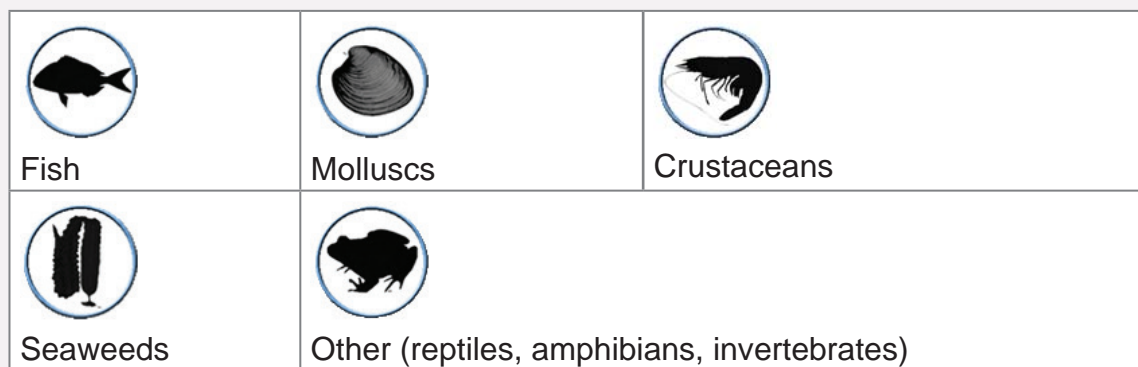 Fish
Molluscs
Crustaceans
Seaweeds
Other (reptiles, amphibians, invertebrates)